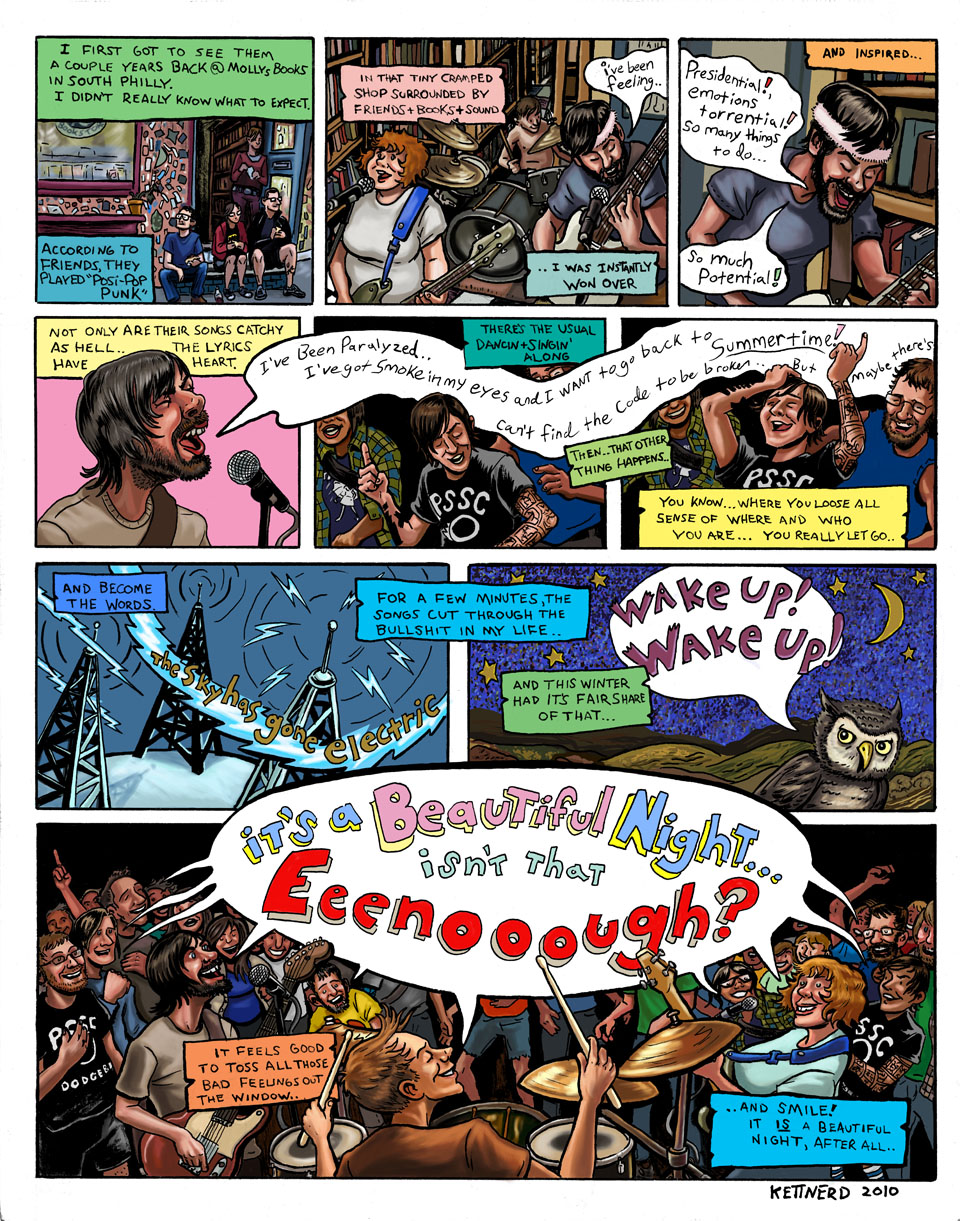 I FIRST GOT TO SEE THEM
A COUPLE YEARS BACK @ MOLLYS BOOKS
IN SOUTH PHILLY.
I DIDN'T REALLY KNOW WHAT TO EXPECT.
BOOKSTORE
ACCORDING TO
FRIENDS, THEY
PLAYED "POSI-POP
PUNK"
IN THAT TINY CRAMPED
SHOP SURROUNDED BY
FRIENDS + BOOKS + SOUND
i've been
feeling..
.. I WAS INSTANTLY
WON OVER
AND INSPIRED...
Presidential!
emotions
torrential!
So many things
to do...
So much
Potential!
NOT ONLY ARE THEIR SONGS CATCHY
AS HELL.. THE LYRICS
HAVE HEART.
I've Been Paralyzed..
I've got Smoke in my eyes and I want to go back to Summertime!
THERE'S THE USUAL
DANCIN + SINGIN'
ALONG
can't find the Code to be broken... But maybe there's
THEN.. THAT OTHER
THING HAPPENS..
PSSC
PSSC
YOU KNOW... WHERE YOU LOOSE ALL
SENSE OF WHERE AND WHO
YOU ARE... YOU REALLY LET GO..
AND BECOME
THE WORDS.
the sky has gone electric
FOR A FEW MINUTES, THE
SONGS CUT THROUGH THE
BULLSHIT IN MY LIFE..
WAKE UP!
WAKE UP!
AND THIS WINTER
HAD IT'S FAIR SHARE
OF THAT...
it's a Beautiful Night...
isn't that
Eeenooough?
PSSC
DODGEB
SSC
IT FEELS GOOD
TO TOSS ALL THOSE
BAD FEELINGS OUT
THE WINDOW..
..AND SMILE!
IT IS A BEAUTIFUL
NIGHT, AFTER ALL..
KETTNERD 2010